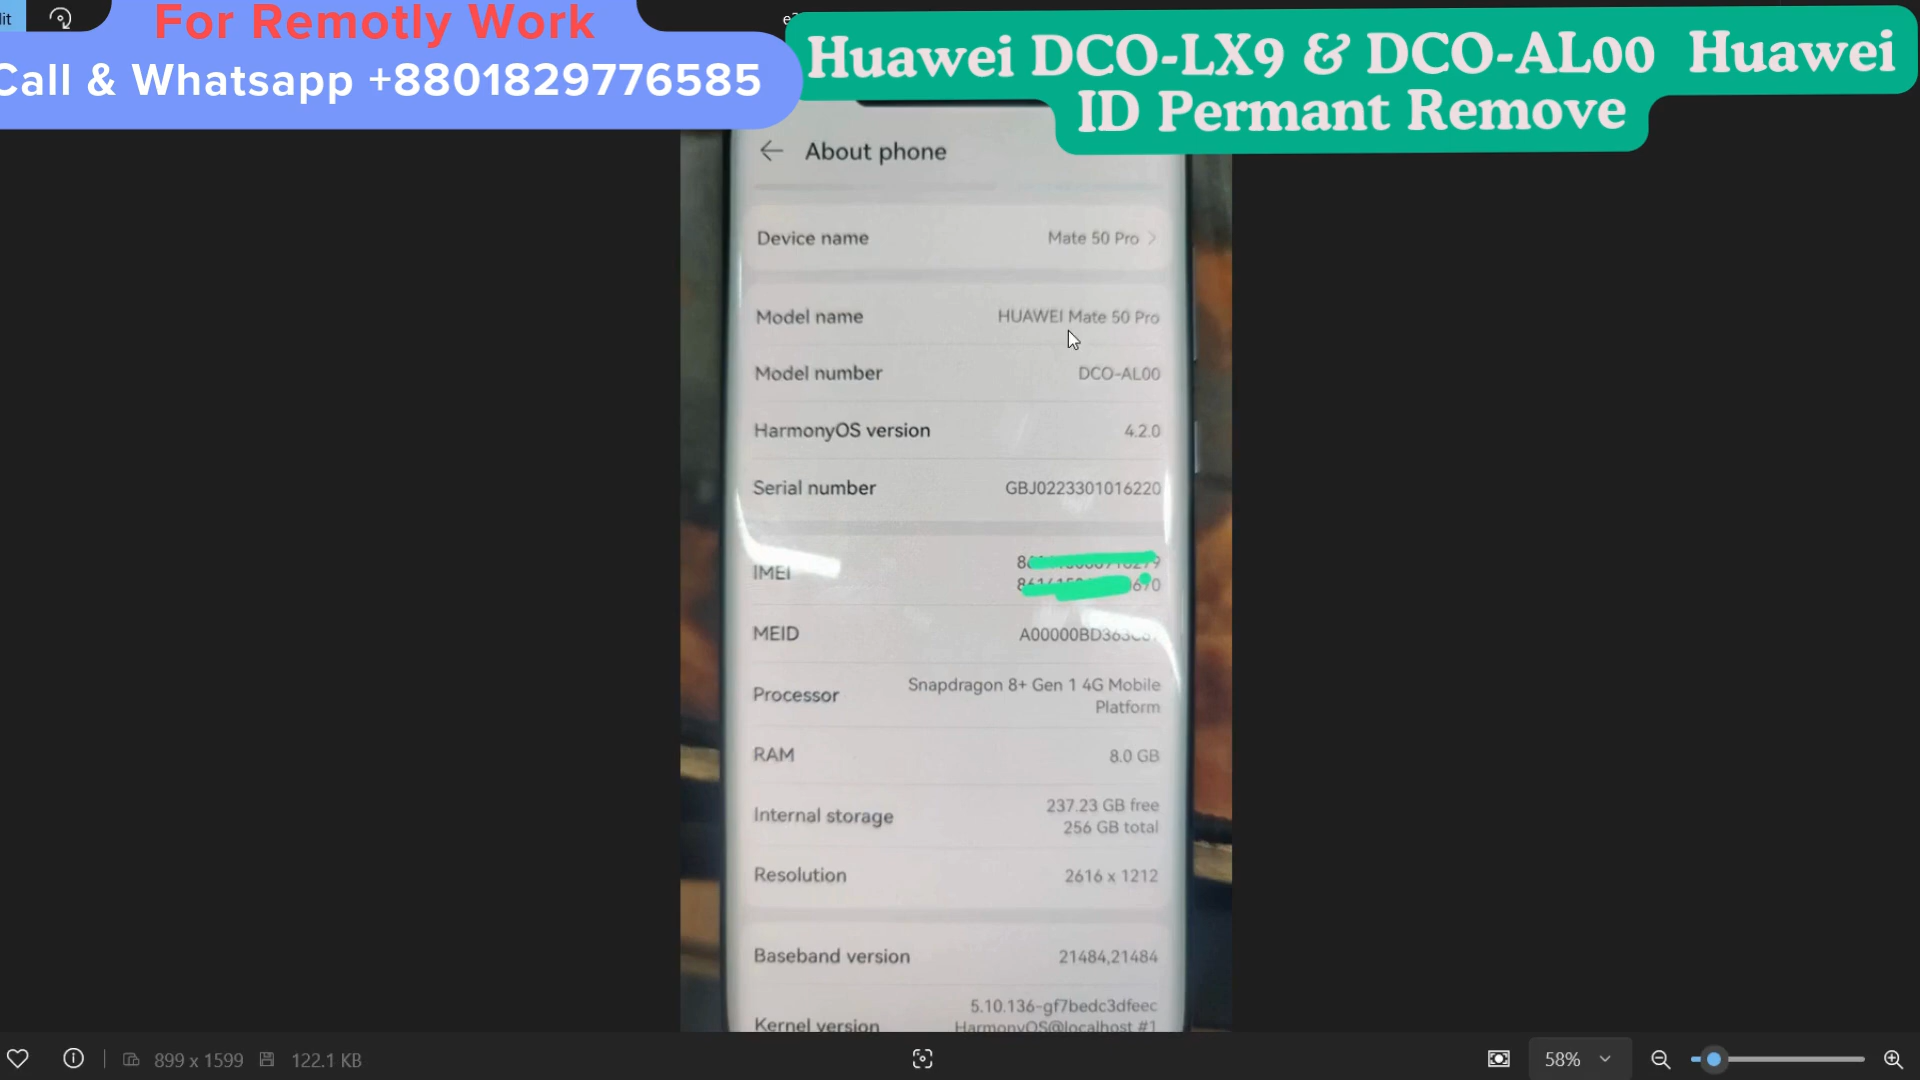 For Remotly Work
Call & Whatsapp +8801829776585
Huawei DCO-LX9 & DCO-AL00 Huawei
ID Permant Remove
About phone
Device name Mate 50 Pro
Model name HUAWEI Mate 50 Pro
Model number DCO-AL00
HarmonyOS version 4.2.0
Serial number GBJ0223301016220
IMEI
MEID
Processor Snapdragon 8+ Gen 1 4G Mobile
Platform
RAM 8.0 GB
Internal storage 237.23 GB free
256 GB total
Resolution 2616 x 1212
Baseband version 21484,21484
Kernel version 5.10.136-gf7bedc3dfeec
HarmonyOS@localhost #1
899 x 1599 122.1 KB 58%